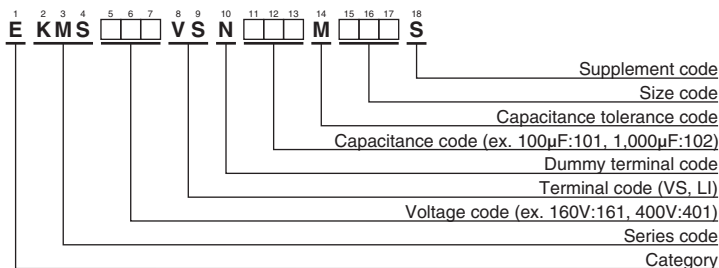 1 2 3 4 5 6 7 8 9 10 11 12 13 14 15 16 17 18
E KMS □□□ VS N □□□ M □□□ S
Supplement code
Size code
Capacitance tolerance code
Capacitance code (ex. 100µF:101, 1,000µF:102)
Dummy terminal code
Terminal code (VS, LI)
Voltage code (ex. 160V:161, 400V:401)
Series code
Category